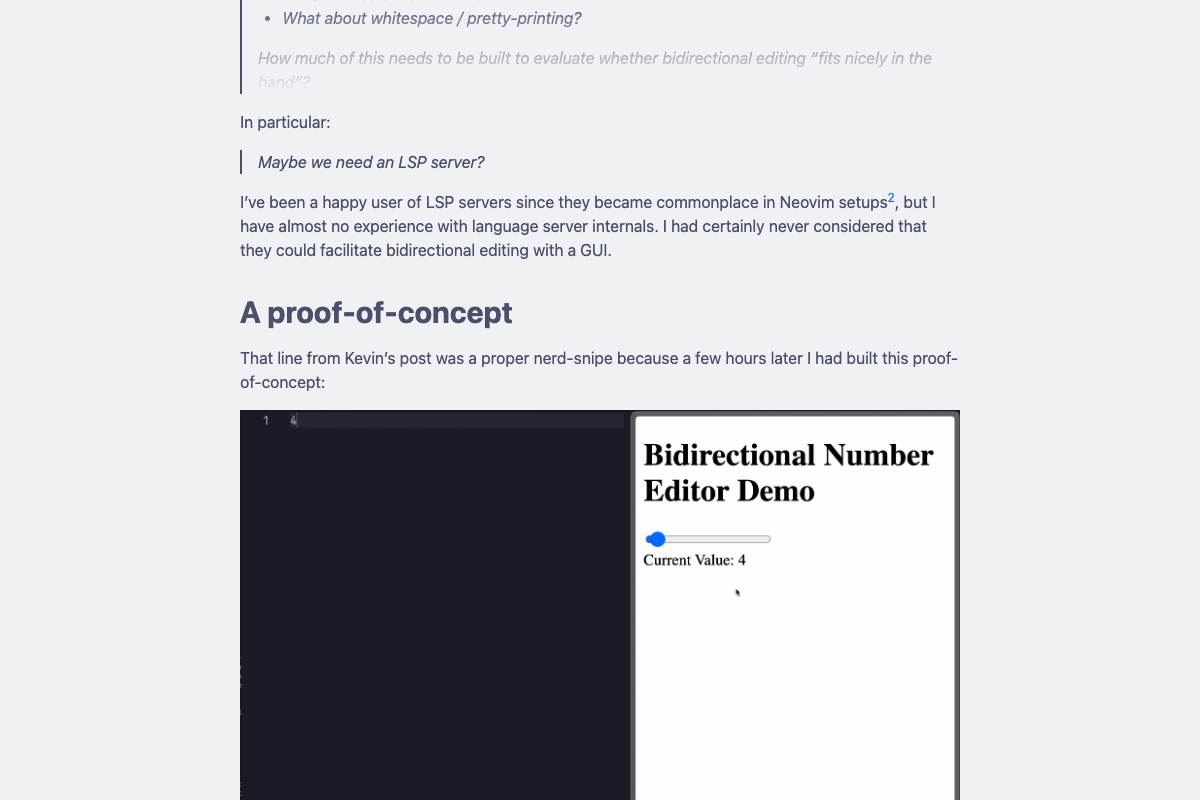 • What about whitespace / pretty-printing?
How much of this needs to be built to evaluate whether bidirectional editing “fits nicely in the
hand”?
In particular:
Maybe we need an LSP server?
I’ve been a happy user of LSP servers since they became commonplace in Neovim setups2, but I
have almost no experience with language server internals. I had certainly never considered that
they could facilitate bidirectional editing with a GUI.
A proof-of-concept
That line from Kevin’s post was a proper nerd-snipe because a few hours later I had built this proof-
of-concept:
1 4
Bidirectional Number
Editor Demo
Current Value: 4